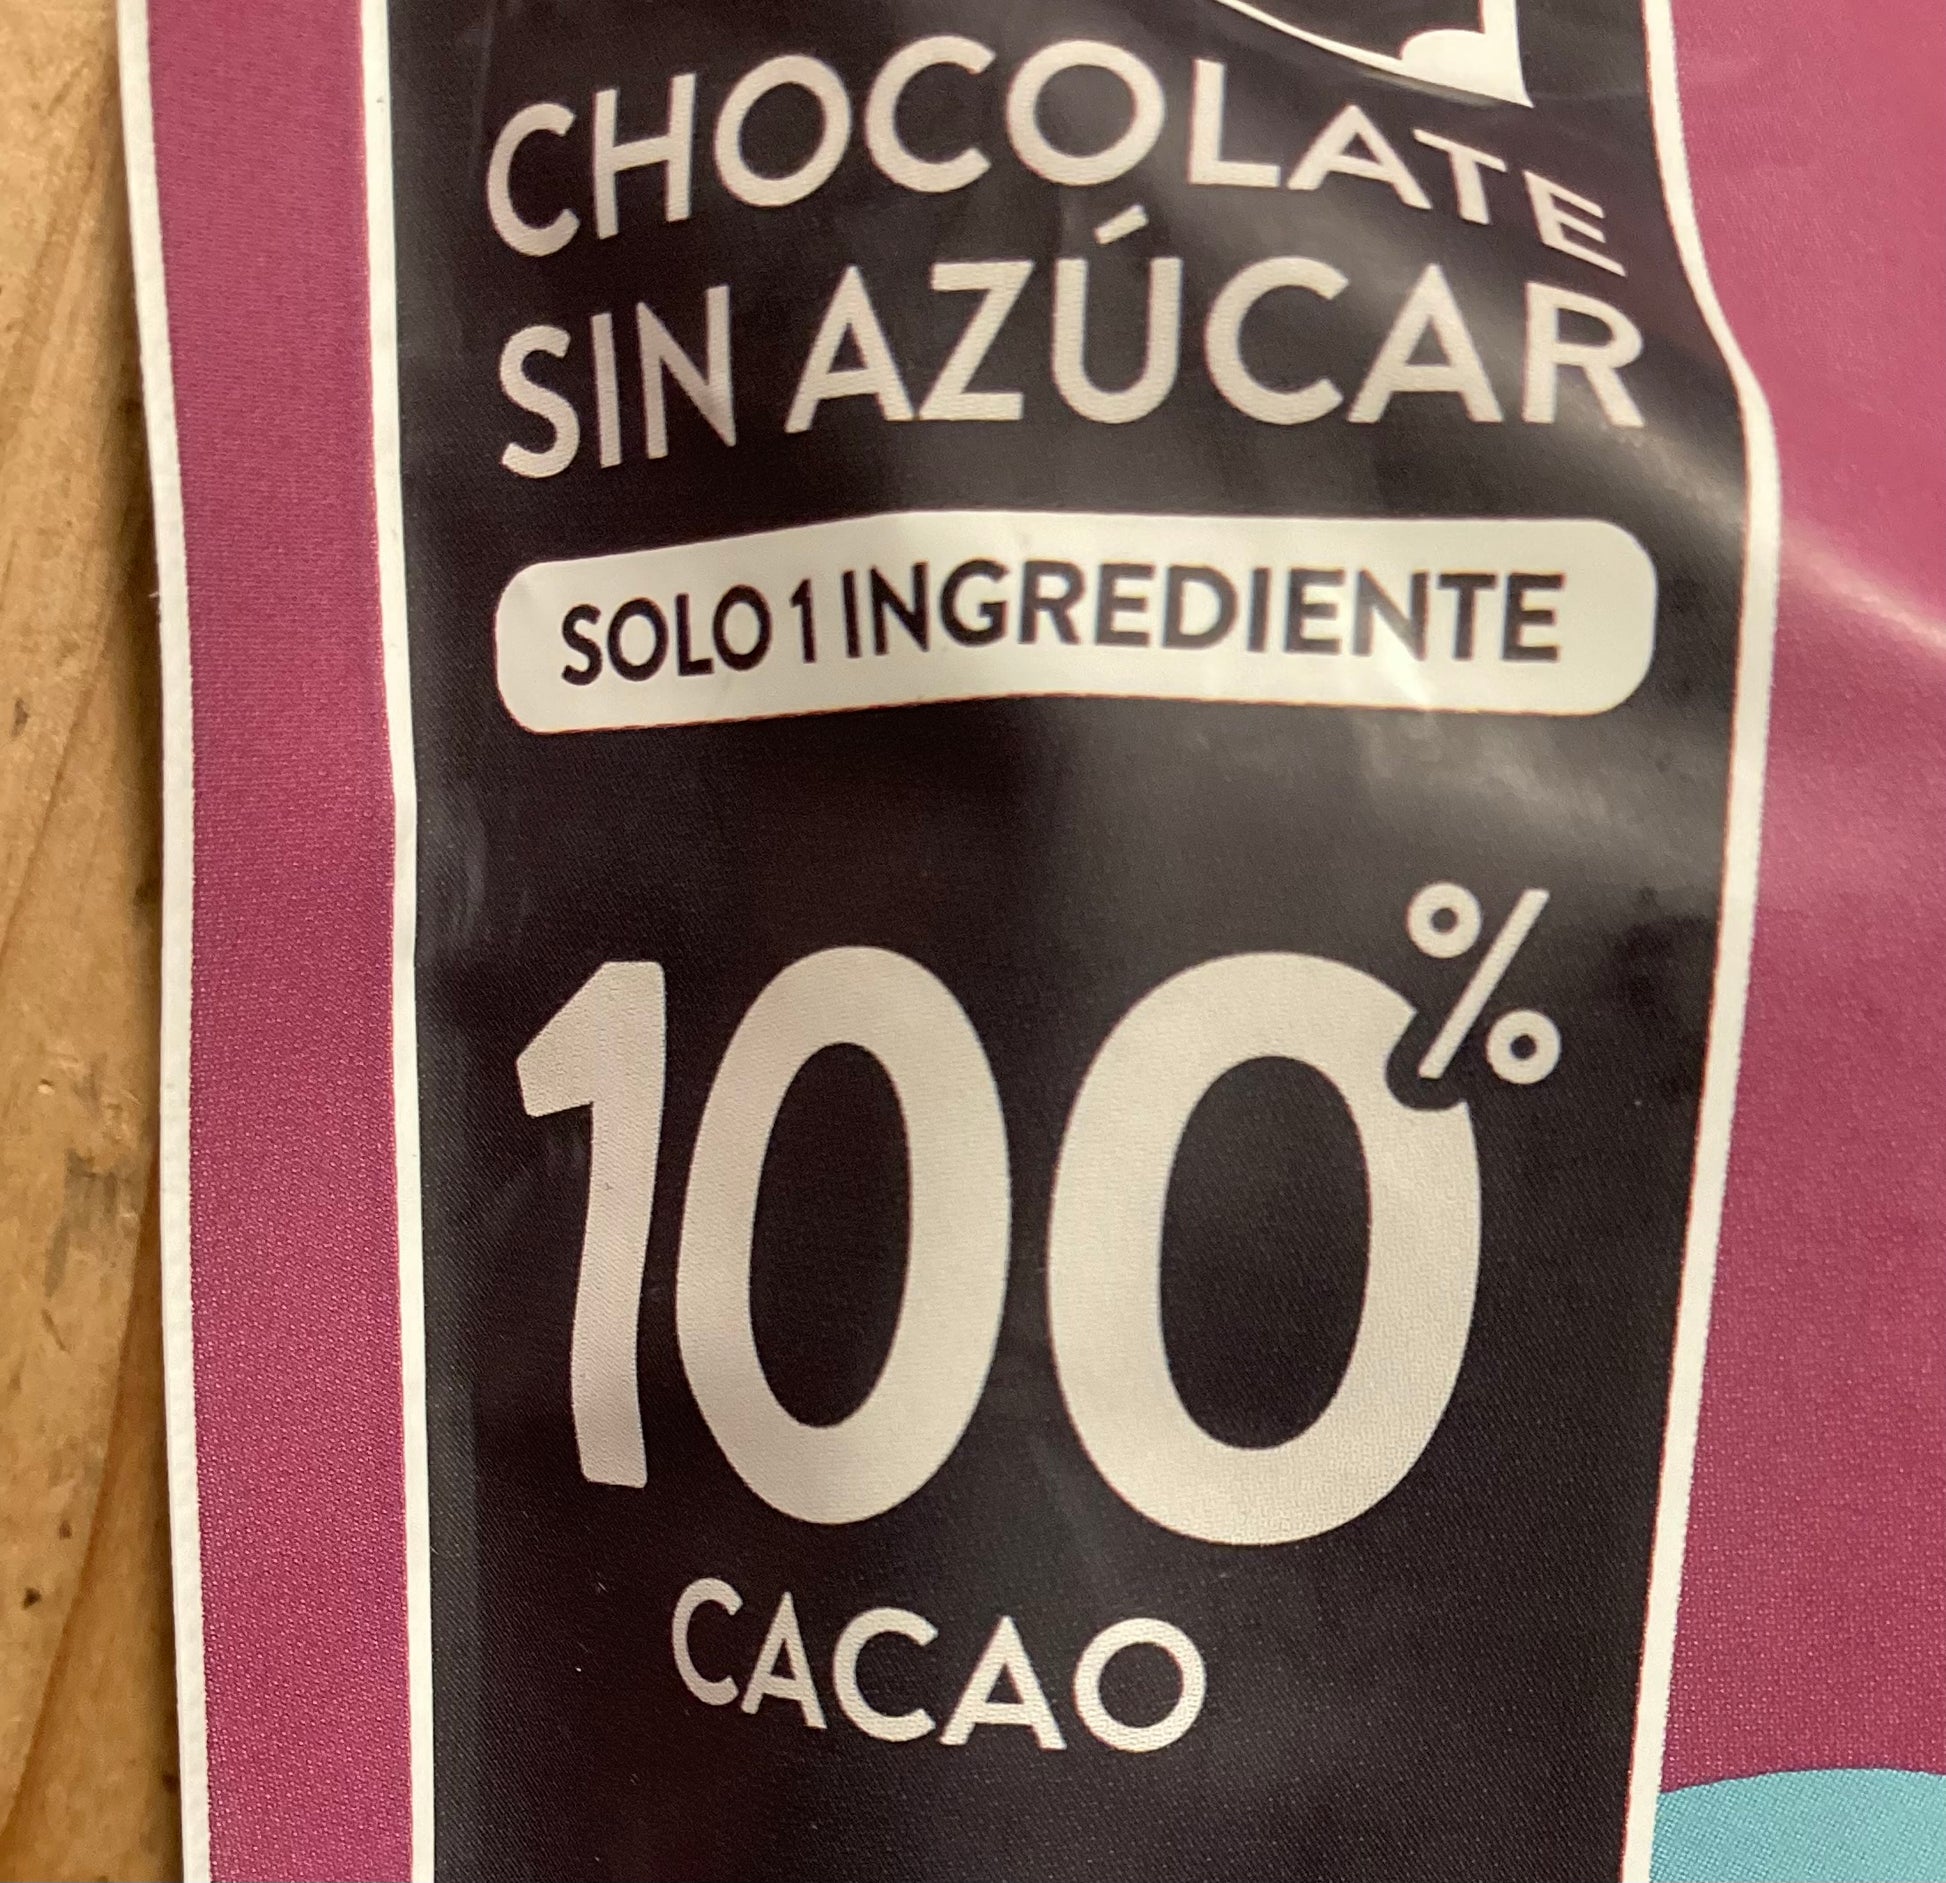 CHOCOLATE
SIN AZÚCAR
SOLO 1 INGREDIENTE
100%
CACAO